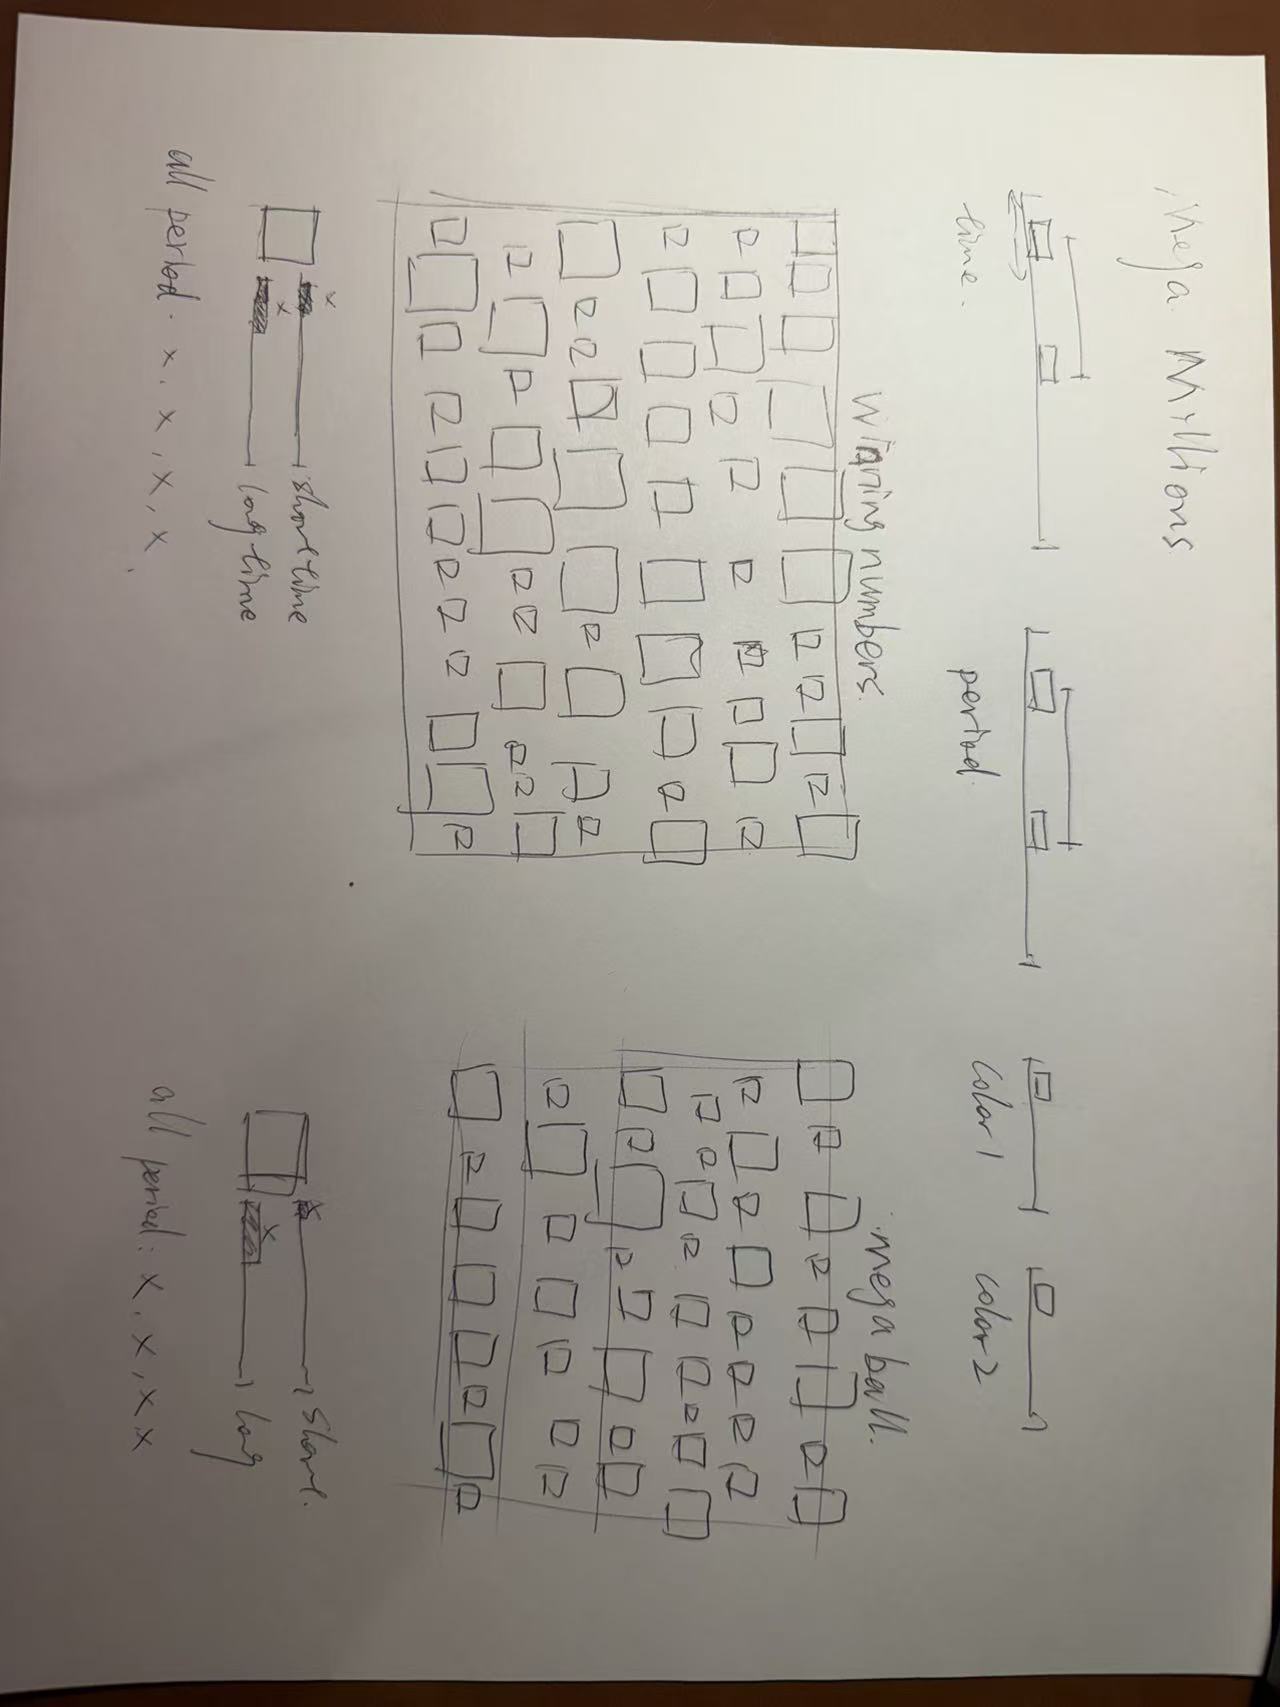 Mega Millions
time.
period.
color 1
color 2
winning numbers.
mega ball.
x
short time
x
long time
all period. x. x, x, x
x
short.
x
long
all period: x. x, x x